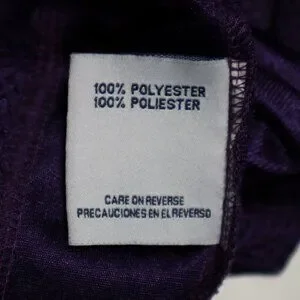 100% POLYESTER
100% POLIESTER
CARE ON REVERSE
PRECAUCIONES EN EL REVERSO